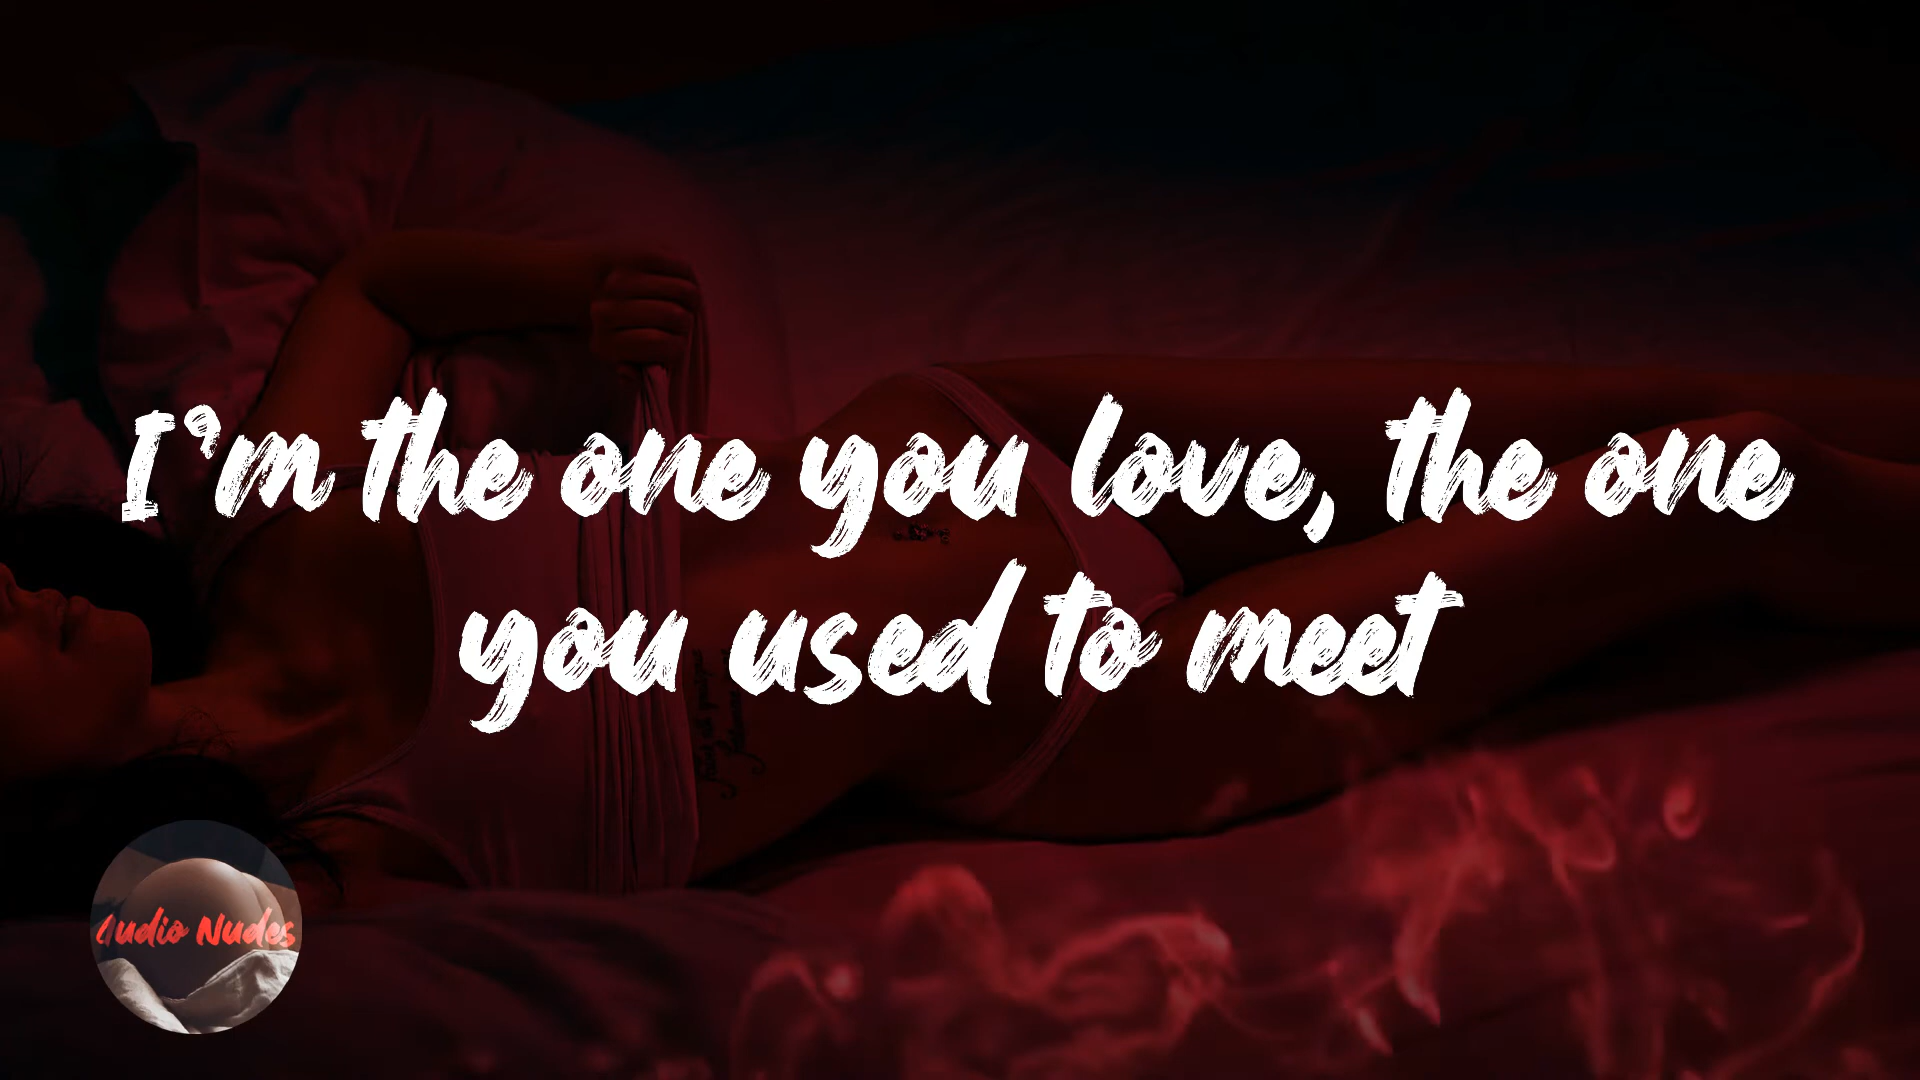 I'm the one you love, the one
you used to meet
Audio Nudes